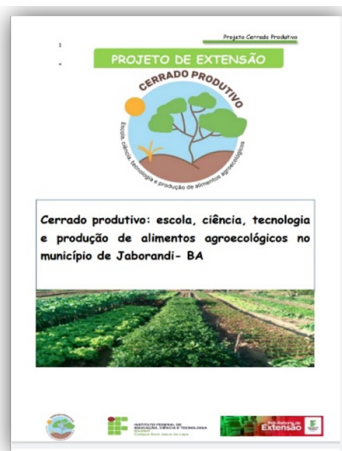 Projeto Cerrado Produtivo
1
PROJETO DE EXTENSÃO
CERRADO PRODUTIVO
Escola, ciência, tecnologia e produção de alimentos agroecológicos
Cerrado produtivo: escola, ciência, tecnologia
e produção de alimentos agroecológicos no
município de Jaborandi- BA
INSTITUTO FEDERAL DE
EDUCAÇÃO, CIÊNCIA E TECNOLOGIA
Extensão